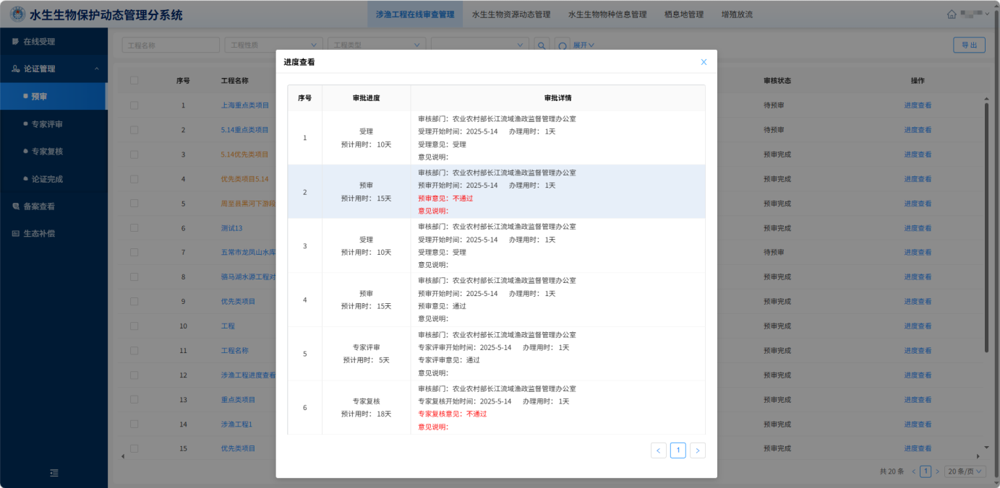 水生生物保护动态管理分系统
涉渔工程在线审查管理
水生生物资源动态管理
水生生物物种信息管理
栖息地管理
增殖放流
在线受理
论证管理
预审
专家评审
专家复核
论证完成
备案查看
生态补偿
工程名称
工程性质
工程类型
展开
导出
序号 工程名称 审核状态 操作
1 上海重点类项目 待预审 进度查看
2 5.14重点类项目 待预审 进度查看
3 5.14优先类项目 预审完成 进度查看
4 优先类项目5.14 预审完成 进度查看
5 周至县黑河下游段 预审完成 进度查看
6 测试13 预审完成 进度查看
7 五常市龙凤山水库 待预审 进度查看
8 骆马湖水源工程对 预审完成 进度查看
9 优先类项目 预审完成 进度查看
10 工程 预审完成 进度查看
11 工程名称 预审完成 进度查看
12 涉渔工程进度查看 预审完成 进度查看
13 重点类项目 预审完成 进度查看
14 涉渔工程1 预审完成 进度查看
15 优先类项目 预审完成 进度查看
共 20 条
1
20 条/页
进度查看
序号 审批进度 审批详情
1
受理
预计用时: 10天
审核部门: 农业农村部长江流域渔政监督管理办公室
受理开始时间: 2025-5-14 办理用时: 1天
受理意见: 受理
意见说明:
2
预审
预计用时: 15天
审核部门: 农业农村部长江流域渔政监督管理办公室
预审开始时间: 2025-5-14 办理用时: 1天
预审意见: 不通过
意见说明:
3
受理
预计用时: 10天
审核部门: 农业农村部长江流域渔政监督管理办公室
受理开始时间: 2025-5-14 办理用时: 1天
受理意见: 受理
意见说明:
4
预审
预计用时: 15天
审核部门: 农业农村部长江流域渔政监督管理办公室
预审开始时间: 2025-5-14 办理用时: 1天
预审意见: 通过
意见说明:
5
专家评审
预计用时: 5天
审核部门: 农业农村部长江流域渔政监督管理办公室
专家评审开始时间: 2025-5-14 办理用时: 1天
专家评审意见: 通过
意见说明:
6
专家复核
预计用时: 18天
审核部门: 农业农村部长江流域渔政监督管理办公室
专家复核开始时间: 2025-5-14 办理用时: 1天
专家复核意见: 不通过
意见说明:
1